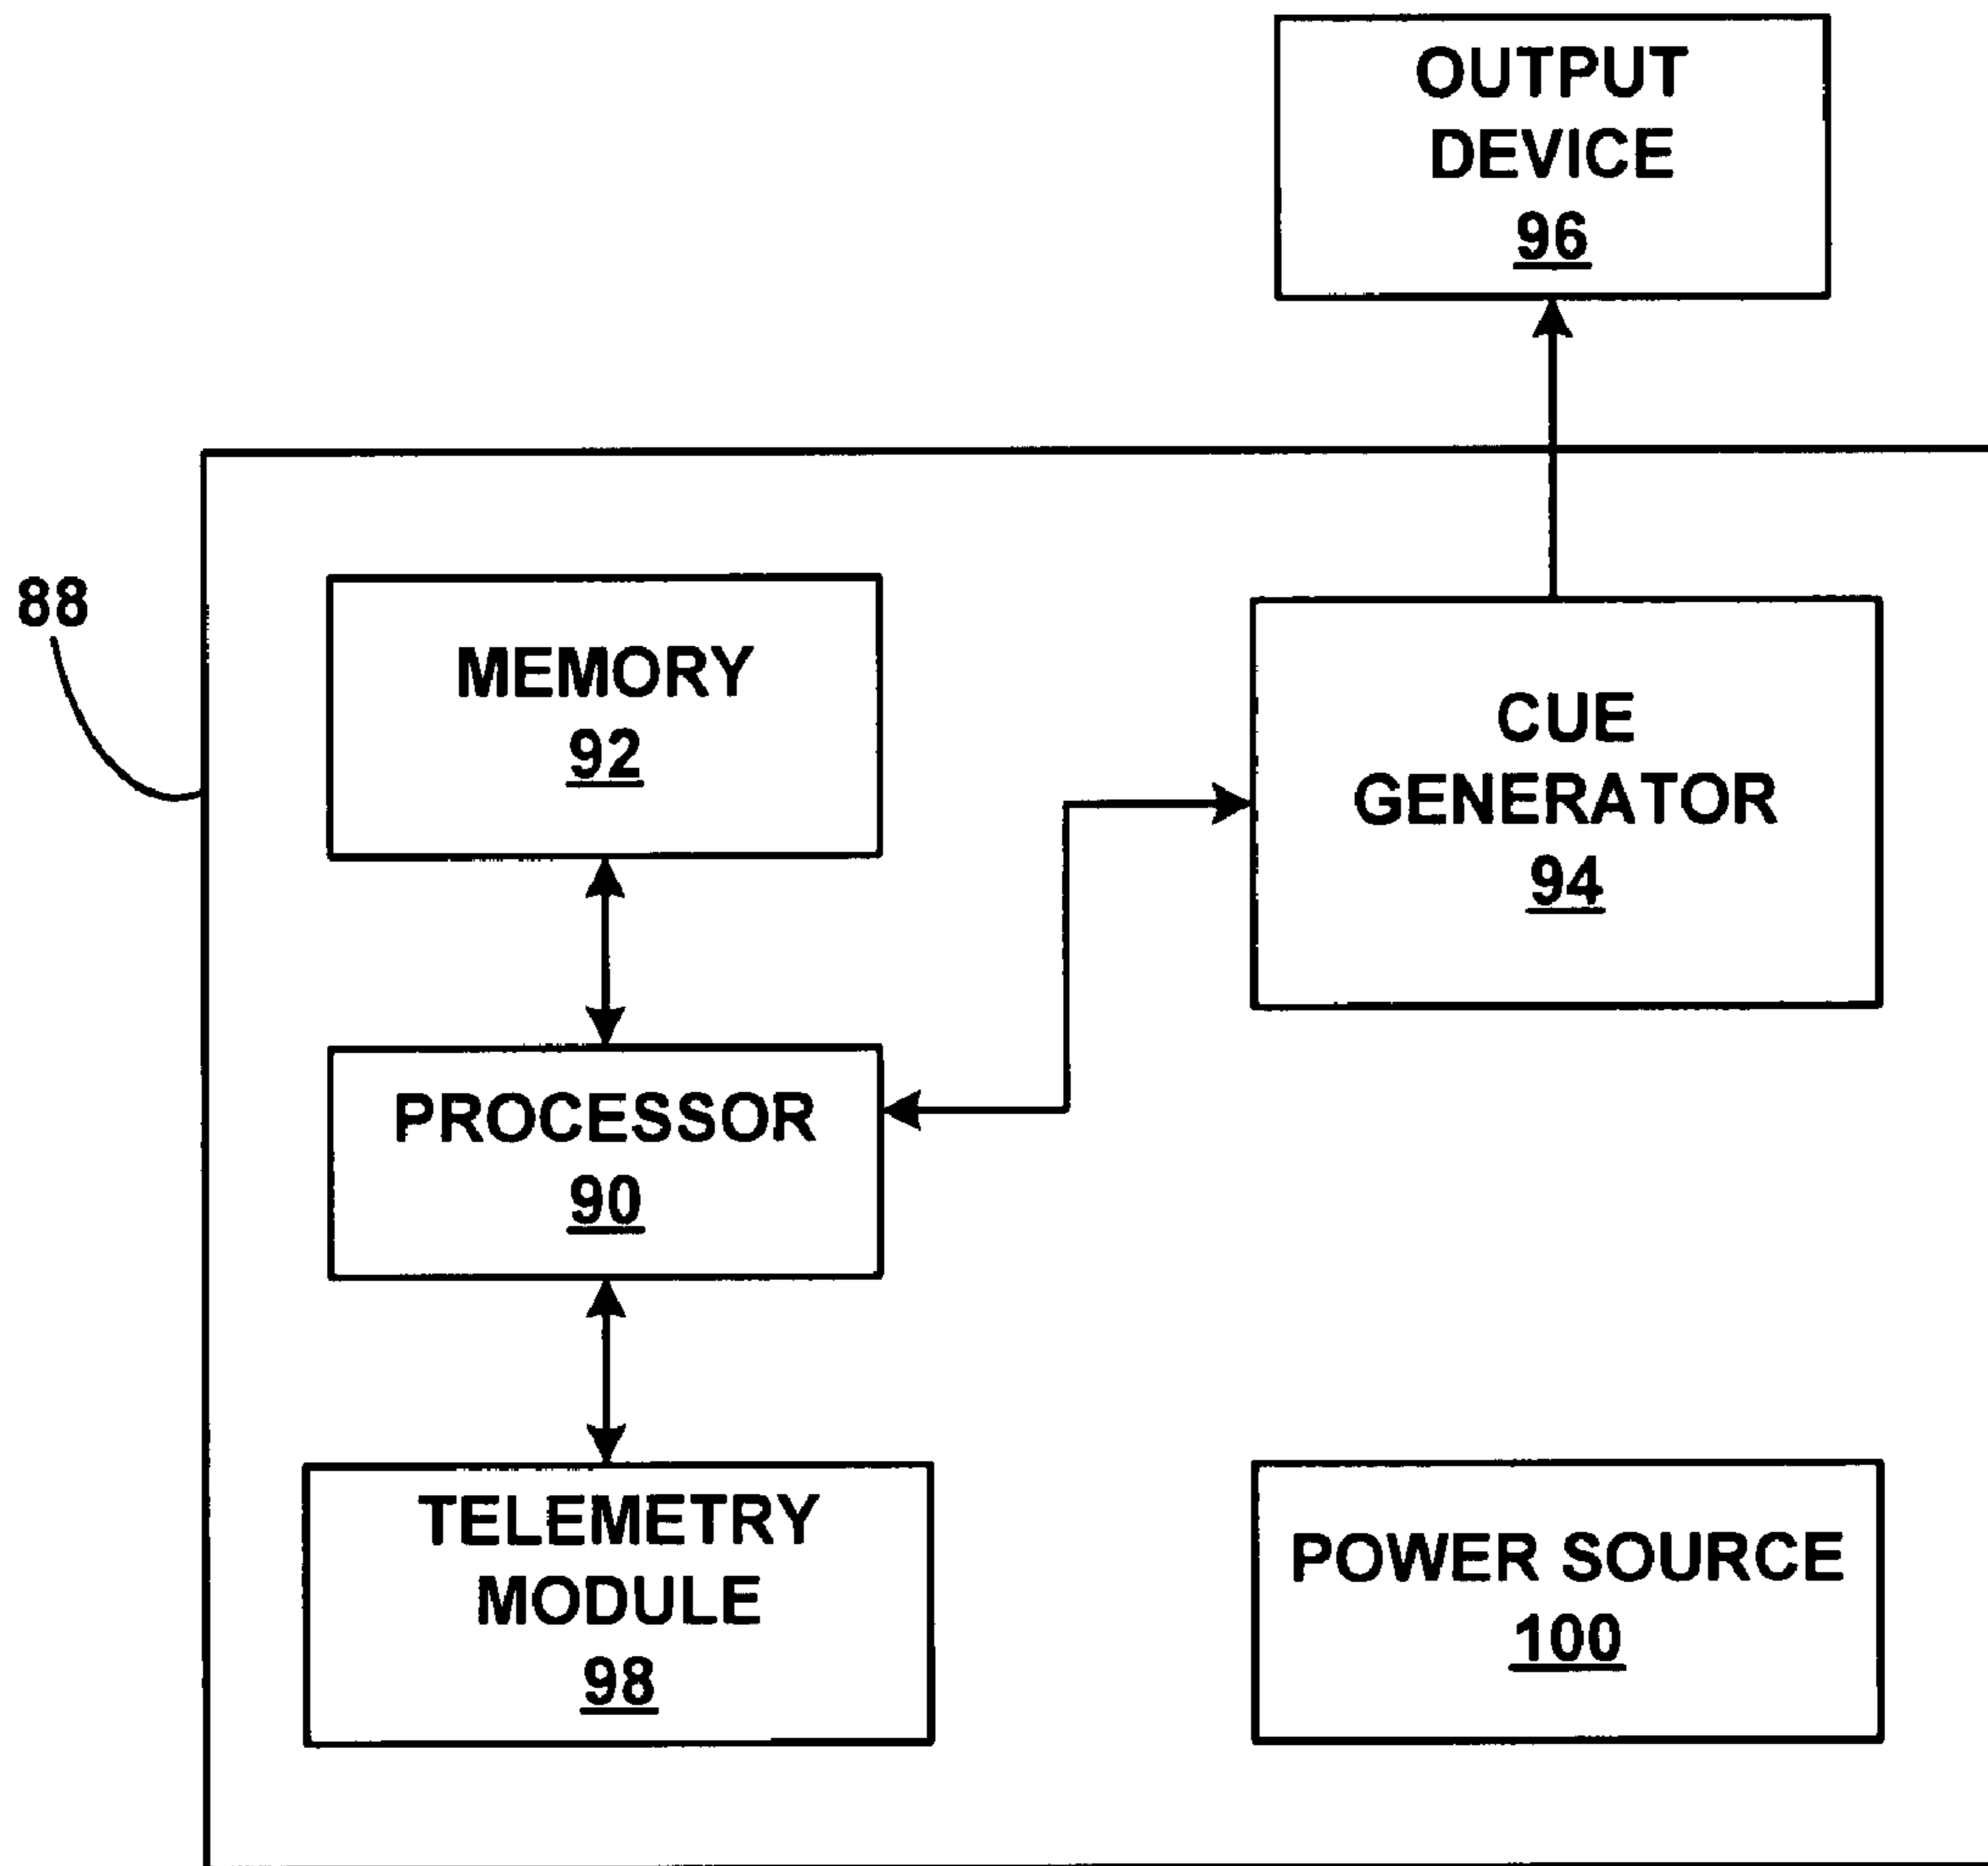 OUTPUT
DEVICE
96
88
MEMORY
92
CUE
GENERATOR
94
PROCESSOR
90
TELEMETRY
MODULE
98
POWER SOURCE
100